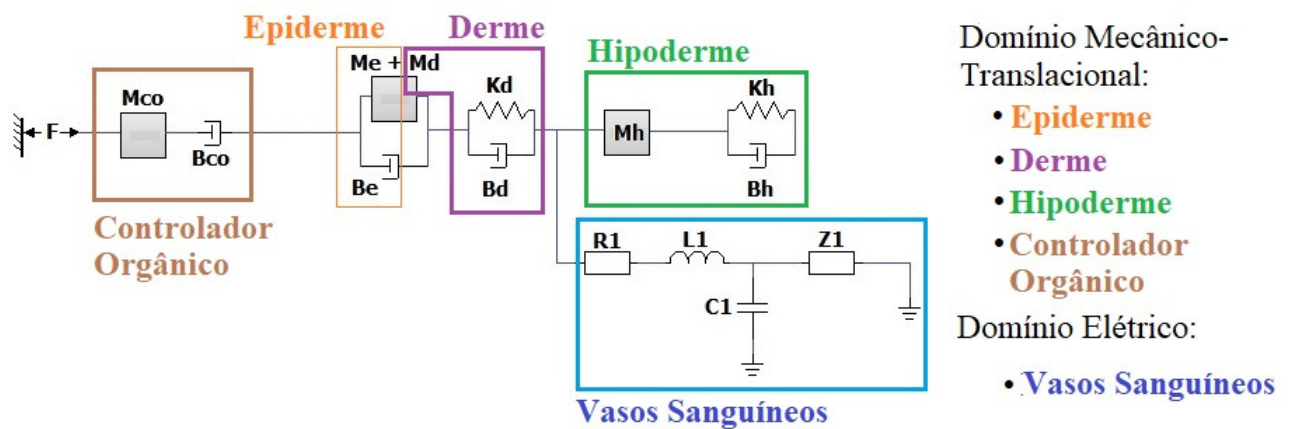 Epiderme
Derme
Hipoderme
Me + Md
Kd
Kh
Mco
F
Bco
Mh
Be
Bd
Bh
Controlador
Orgânico
R1
L1
Z1
C1
Vasos Sanguíneos
Domínio Mecânico-
Translacional:
• Epiderme
• Derme
• Hipoderme
• Controlador
Orgânico
Domínio Elétrico:
• Vasos Sanguíneos